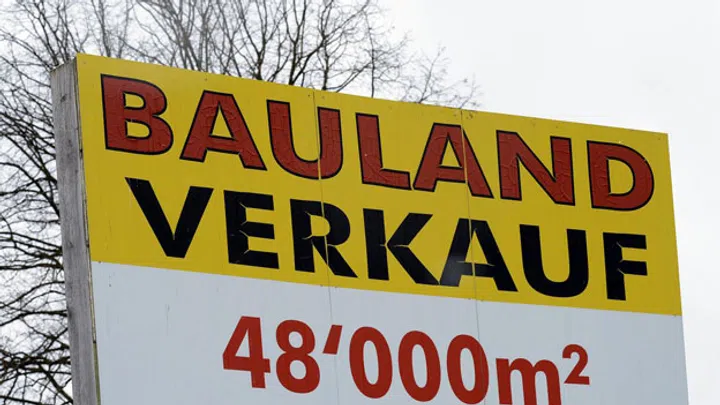 BAULAND
VERKAUF
48‘000m²